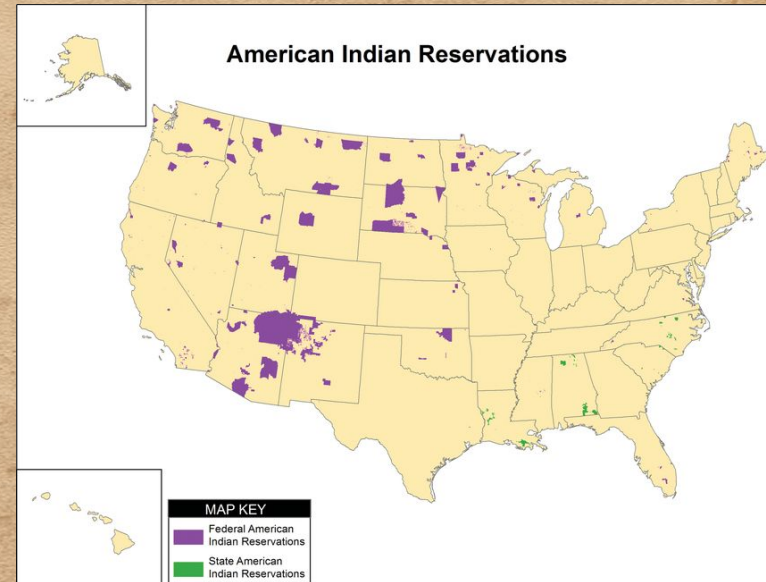 American Indian Reservations
MAP KEY
Federal American
Indian Reservations
State American
Indian Reservations